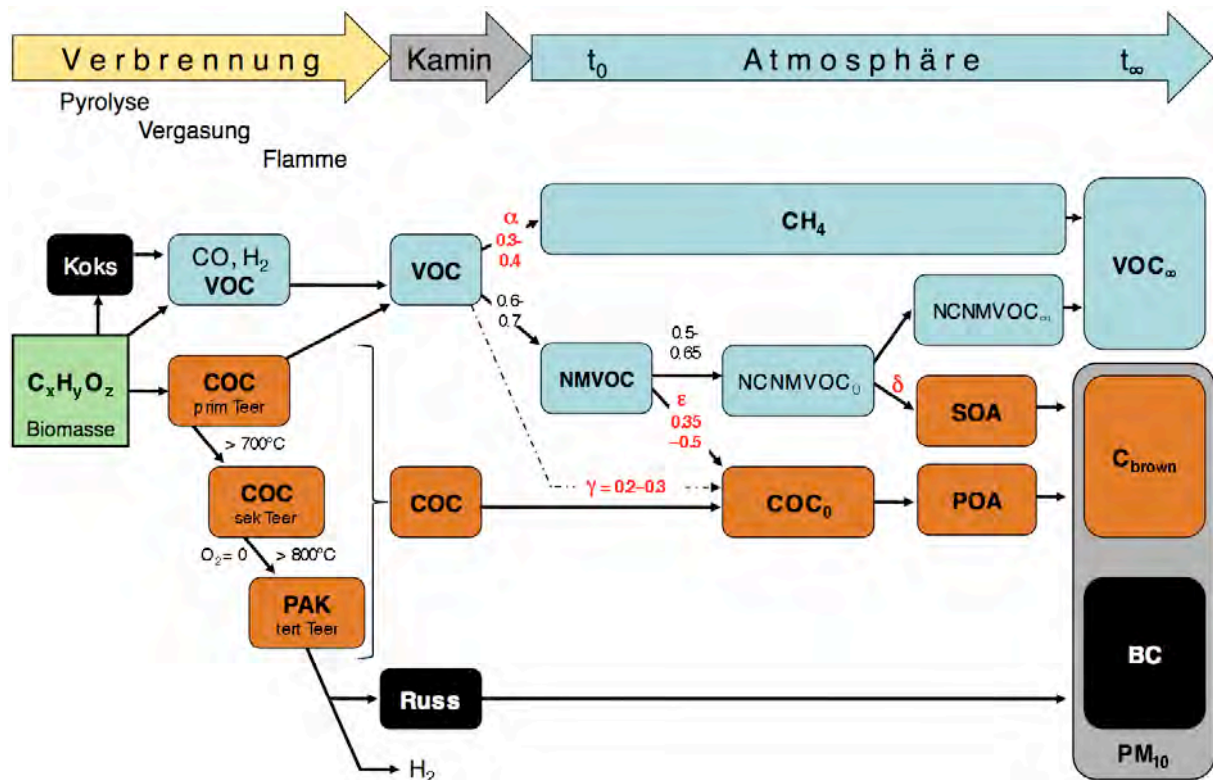 Verbrennung
Kamin
t₀
Atmosphäre
t∞
Pyrolyse
Vergasung
Flamme
Koks
CO, H₂
VOC
VOC
α
0.3-
0.4
CH₄
VOC∞
0.6-
0.7
NCNMVOC∞
CₓHᵧO_z
Biomasse
COC
prim Teer
NMVOC
0.5-
0.65
NCNMVOC₀
ε
0.35
–0.5
δ
SOA
C_brown
> 700°C
COC
sek Teer
COC
γ = 0.2–0.3
COC₀
POA
O₂ = 0
> 800°C
PAK
tert Teer
Russ
BC
H₂
PM₁₀